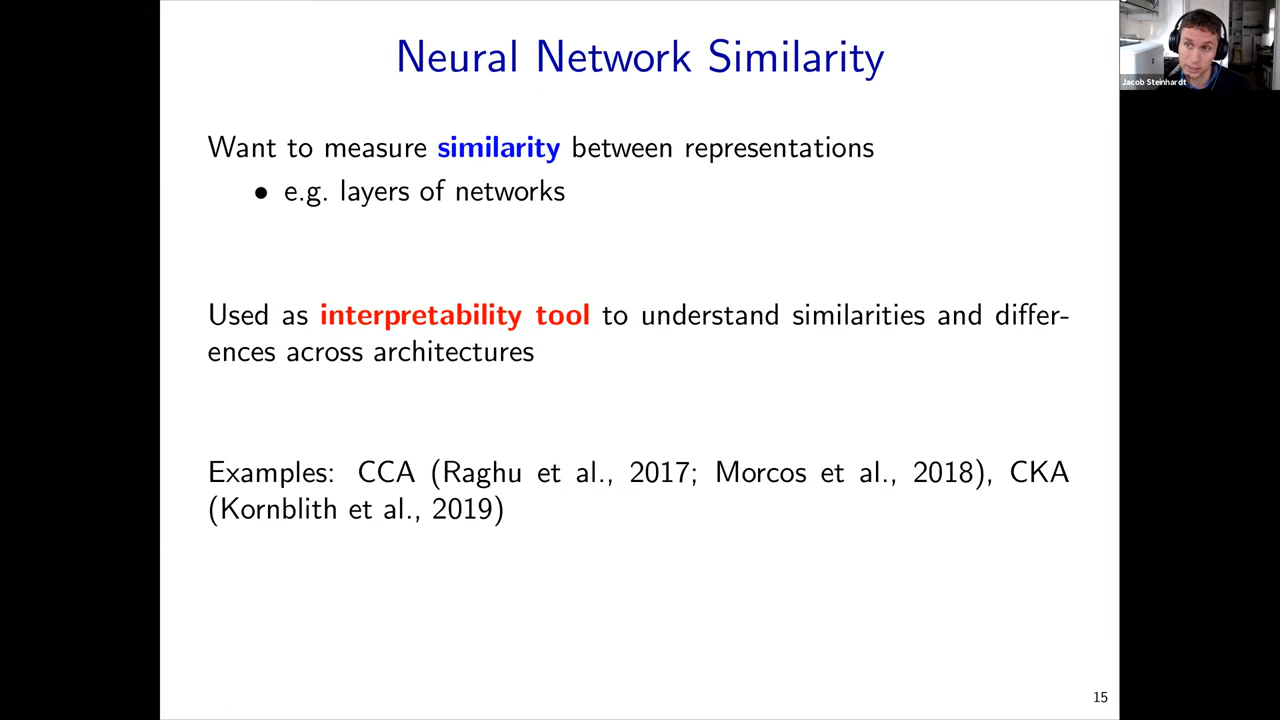 Neural Network Similarity
Jacob Steinhardt
Want to measure similarity between representations
• e.g. layers of networks
Used as interpretability tool to understand similarities and differ-
ences across architectures
Examples: CCA (Raghu et al., 2017; Morcos et al., 2018), CKA
(Kornblith et al., 2019)
15